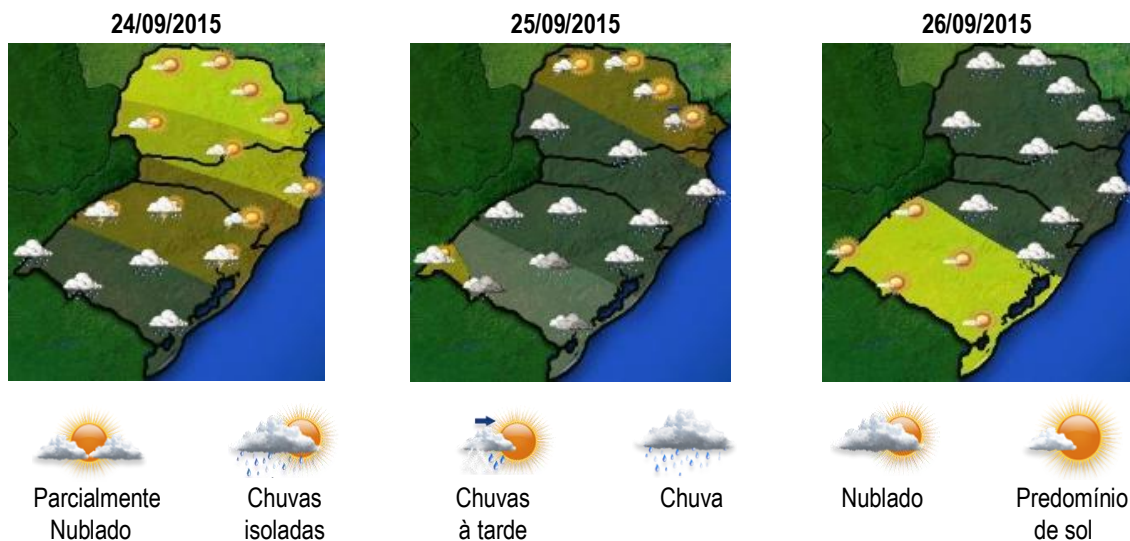 24/09/2015
25/09/2015
26/09/2015
Parcialmente
Nublado
Chuvas
isoladas
Chuvas
à tarde
Chuva
Nublado
Predomínio
de sol